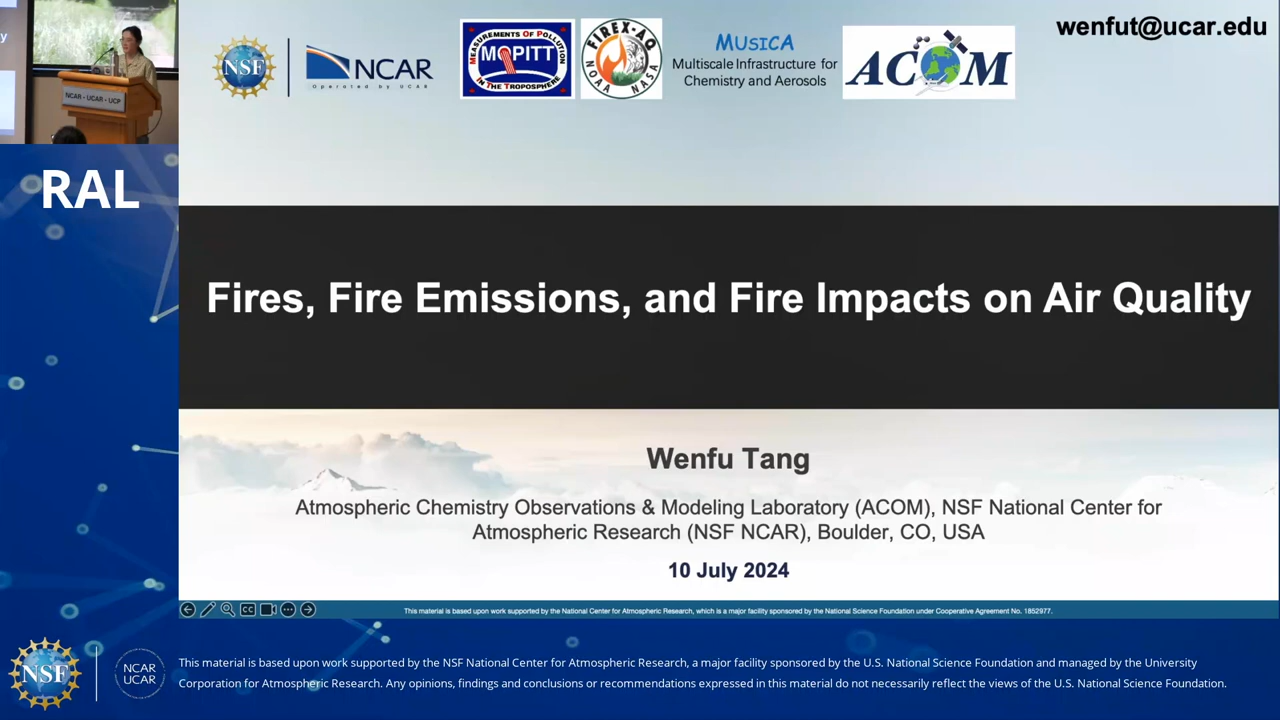 wenfut@ucar.edu
y
NCAR - UCAR - UCP
RAL
NSF
NCAR
Operated by UCAR
MEASUREMENTS OF POLLUTION
MOPITT
IN THE TROPOSPHERE
FIREX-AQ
NOAA NASA
MUSICA
Multiscale Infrastructure for
Chemistry and Aerosols
ACOM
Fires, Fire Emissions, and Fire Impacts on Air Quality
Wenfu Tang
Atmospheric Chemistry Observations & Modeling Laboratory (ACOM), NSF National Center for
Atmospheric Research (NSF NCAR), Boulder, CO, USA
10 July 2024
CC
This material is based upon work supported by the National Center for Atmospheric Research, which is a major facility sponsored by the National Science Foundation under Cooperative Agreement No. 1852977.
NSF
NCAR
UCAR
This material is based upon work supported by the NSF National Center for Atmospheric Research, a major facility sponsored by the U.S. National Science Foundation and managed by the University
Corporation for Atmospheric Research. Any opinions, findings and conclusions or recommendations expressed in this material do not necessarily reflect the views of the U.S. National Science Foundation.